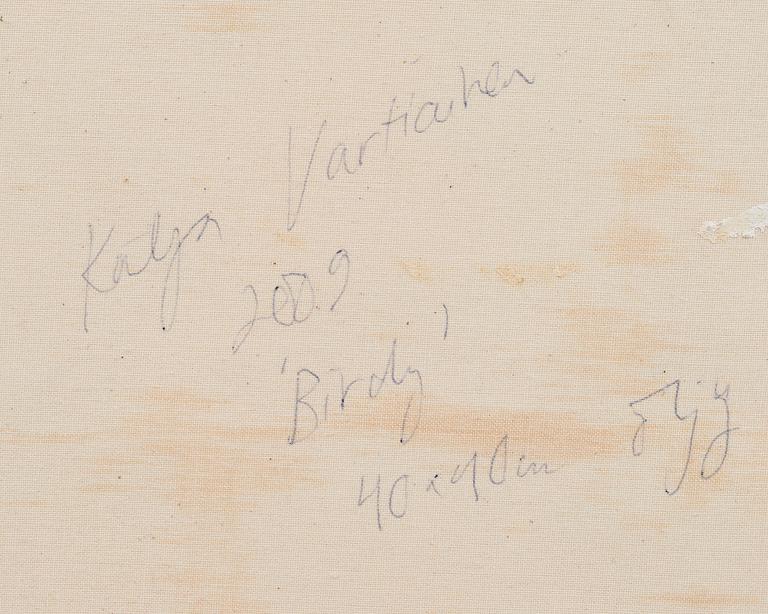 Katja Vartiainen
2009
'Birdy'
40x40cm öljy